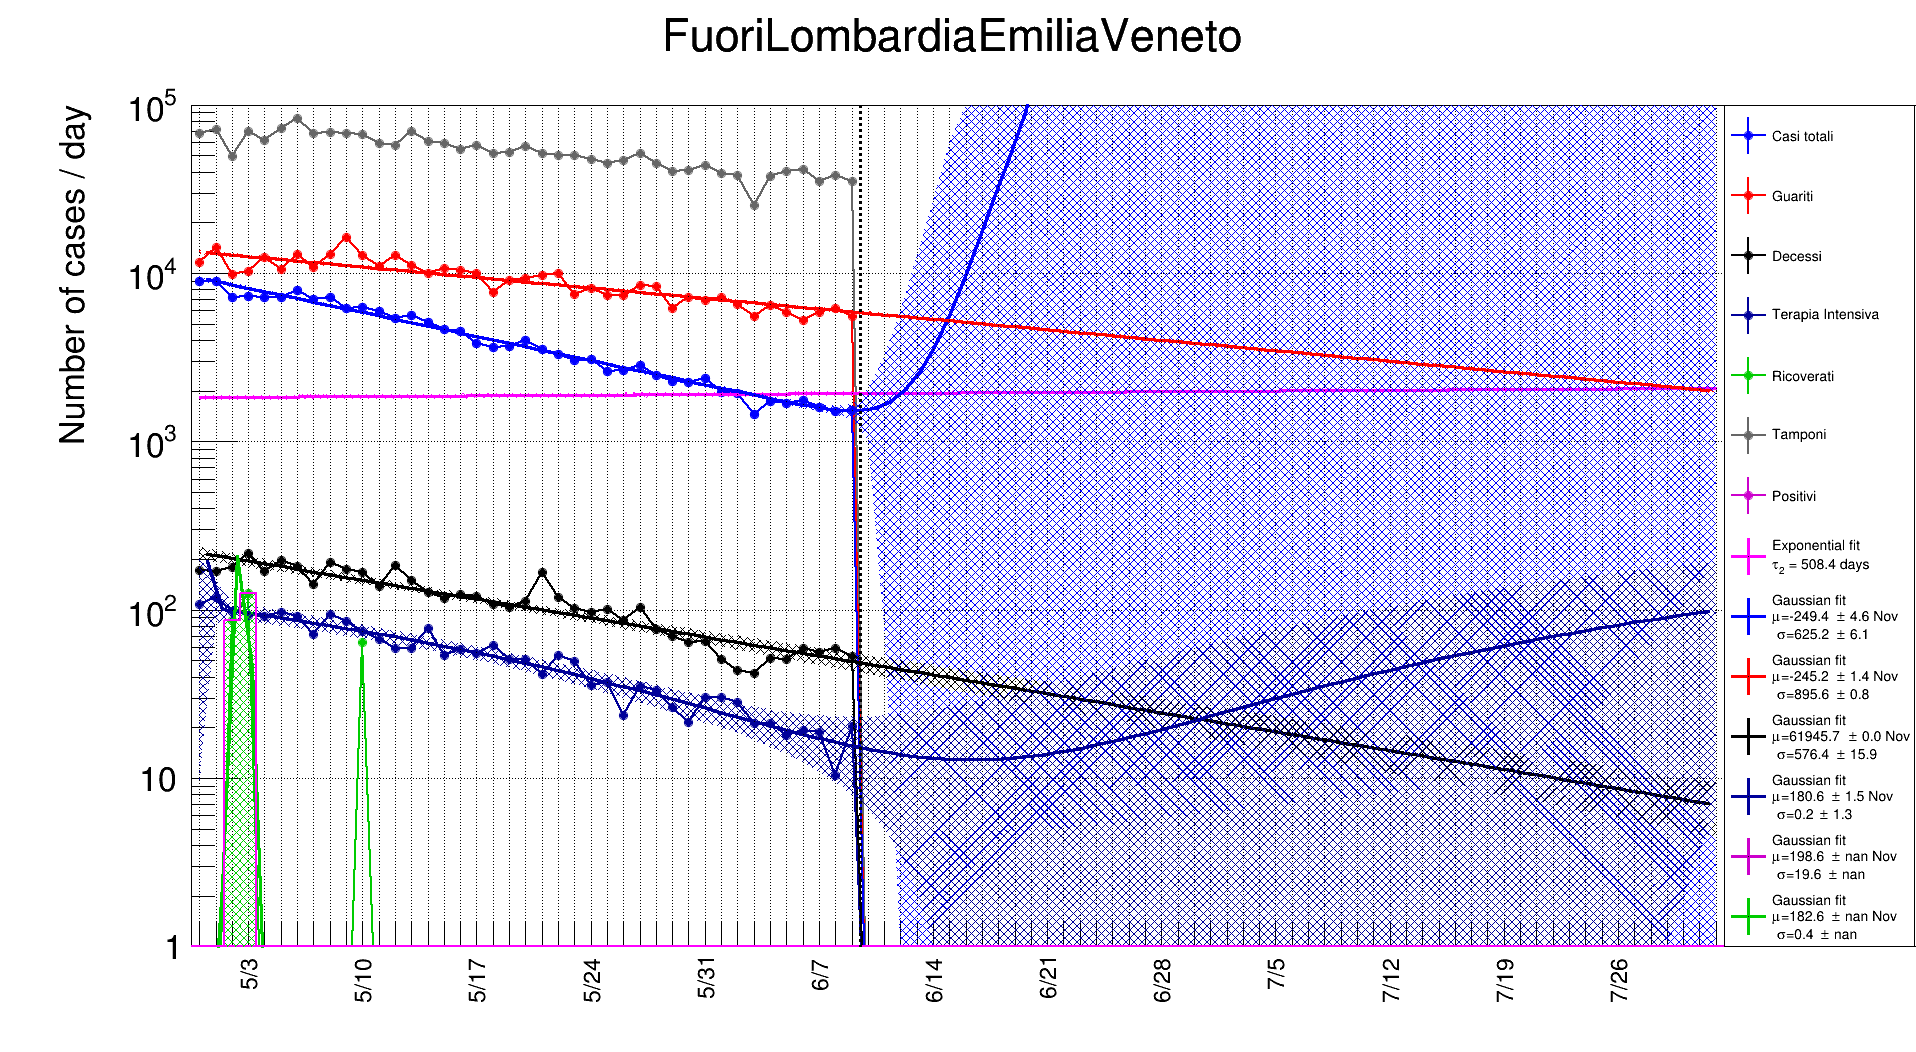 FuoriLombardiaEmiliaVeneto
Number of cases / day
10^5
10^4
10^3
10^2
10
1
5/3
5/10
5/17
5/24
5/31
6/7
6/14
6/21
6/28
7/5
7/12
7/19
7/26
Casi totali
Guariti
Decessi
Terapia Intensiva
Ricoverati
Tamponi
Positivi
Exponential fit
τ2 = 508.4 days
Gaussian fit
μ=-249.4 ± 4.6 Nov
σ=625.2 ± 6.1
Gaussian fit
μ=-245.2 ± 1.4 Nov
σ=895.6 ± 0.8
Gaussian fit
μ=61945.7 ± 0.0 Nov
σ=576.4 ± 15.9
Gaussian fit
μ=180.6 ± 1.5 Nov
σ=0.2 ± 1.3
Gaussian fit
μ=198.6 ± nan Nov
σ=19.6 ± nan
Gaussian fit
μ=182.6 ± nan Nov
σ=0.4 ± nan